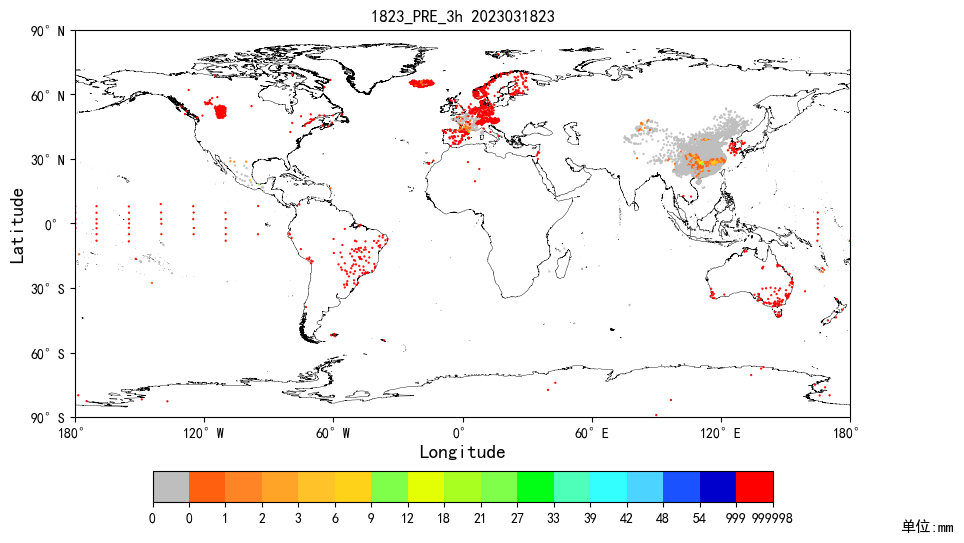 1823_PRE_3h 2023031823
90° N
60° N
30° N
0°
30° S
60° S
90° S
Latitude
180° 120° W 60° W 0° 60° E 120° E 180°
Longitude
0 0 1 2 3 6 9 12 18 21 27 33 39 42 48 54 999 999998
单位:mm